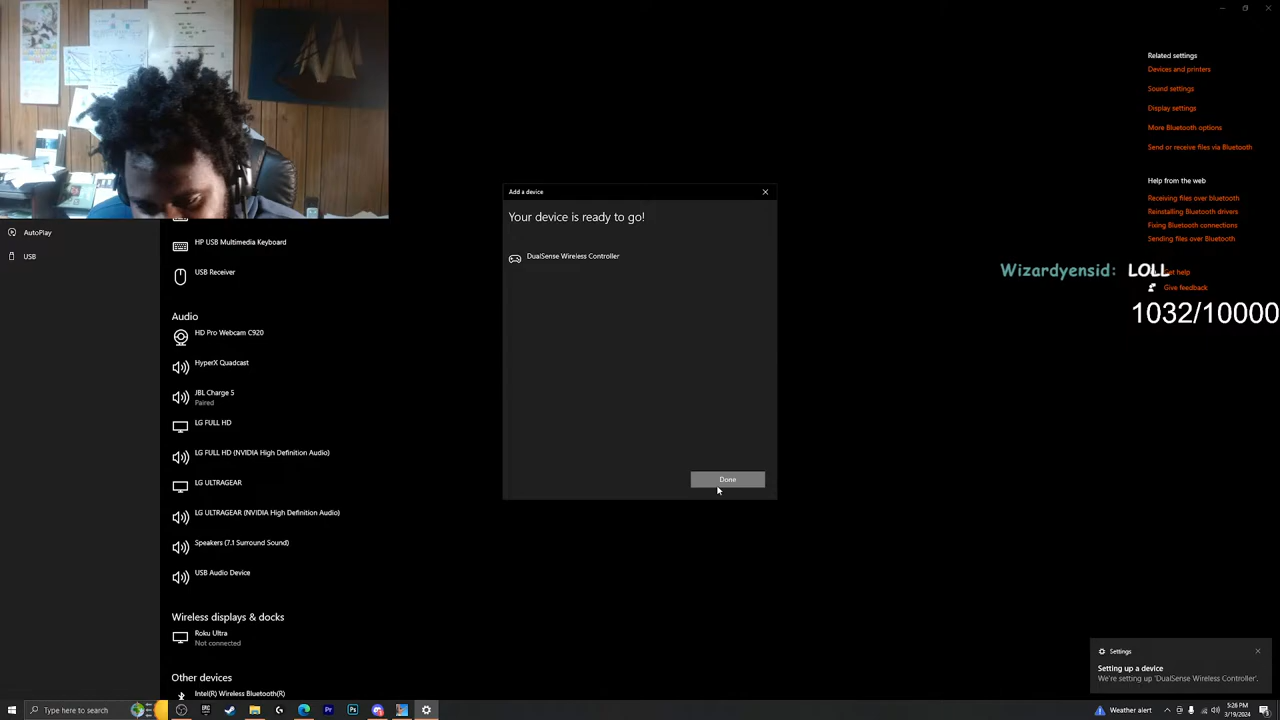 Related settings
Devices and printers
Sound settings
Display settings
More Bluetooth options
Send or receive files via Bluetooth
Help from the web
Receiving files over bluetooth
Reinstalling Bluetooth drivers
Fixing Bluetooth connections
Sending files over Bluetooth
Get help
Give feedback
Wizardyensid: LOLL
1032/10000
AutoPlay
USB
HP USB Multimedia Keyboard
USB Receiver
Audio
HD Pro Webcam C920
HyperX Quadcast
JBL Charge 5
Paired
LG FULL HD
LG FULL HD (NVIDIA High Definition Audio)
LG ULTRAGEAR
LG ULTRAGEAR (NVIDIA High Definition Audio)
Speakers (7.1 Surround Sound)
USB Audio Device
Wireless displays & docks
Roku Ultra
Not connected
Other devices
Intel(R) Wireless Bluetooth(R)
Add a device
Your device is ready to go!
DualSense Wireless Controller
Done
Settings
Setting up a device
We're setting up 'DualSense Wireless Controller'.
Type here to search
Weather alert
5:28 PM
3/19/2024